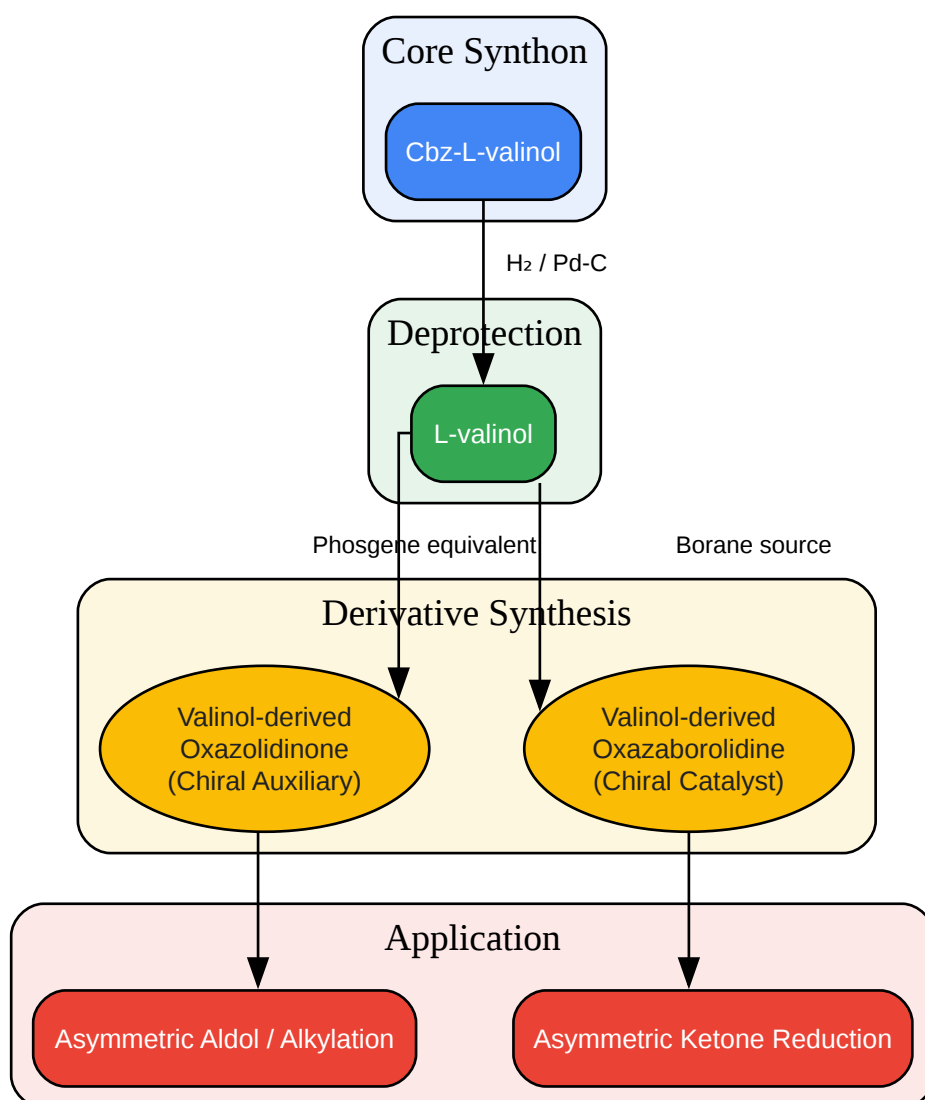 Core Synthon
Cbz-L-valinol
H₂ / Pd-C
Deprotection
L-valinol
Phosgene equivalent
Borane source
Derivative Synthesis
Valinol-derived
Oxazolidinone
(Chiral Auxiliary)
Valinol-derived
Oxazaborolidine
(Chiral Catalyst)
Application
Asymmetric Aldol / Alkylation
Asymmetric Ketone Reduction